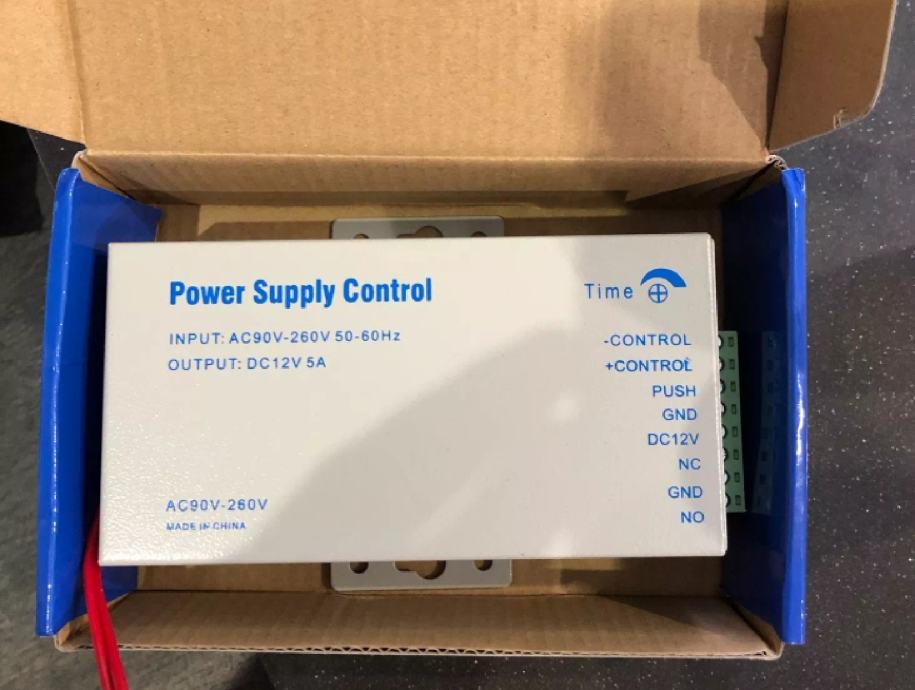 Power Supply Control
INPUT: AC90V-260V 50-60Hz
OUTPUT: DC12V 5A
AC90V-260V
MADE IN CHINA
Time
-CONTROL
+CONTROL
PUSH
GND
DC12V
NC
GND
NO